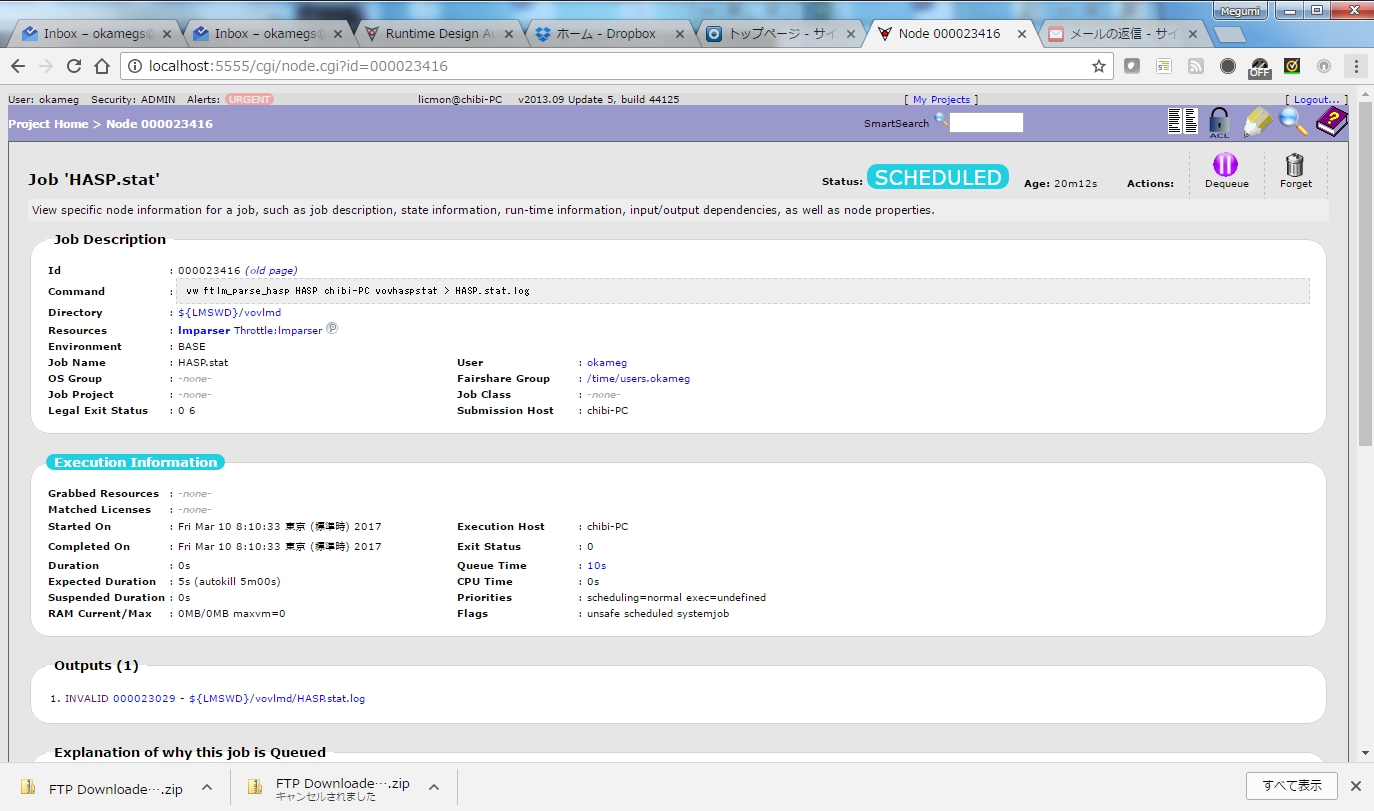 Megumi
Inbox – okamegs@
Inbox – okamegs@
Runtime Design Au
ホーム - Dropbox
トップページ - サイ
Node 000023416
メールの返信 - サイ
localhost:5555/cgi/node.cgi?id=000023416
OFF
User: okameg Security: ADMIN Alerts: URGENT licmon@chibi-PC v2013.09 Update 5, build 44125 [ My Projects ] [ Logout... ]
Project Home > Node 000023416 SmartSearch ACL
Job 'HASP.stat' Status: SCHEDULED Age: 20m12s Actions: Dequeue Forget
View specific node information for a job, such as job description, state information, run-time information, input/output dependencies, as well as node properties.
Job Description
Id : 000023416 (old page)
Command : vw ftlm_parse_hasp HASP chibi-PC vovhaspstat > HASP.stat.log
Directory : ${LMSWD}/vovlmd
Resources : lmparser Throttle:lmparser P
Environment : BASE
Job Name : HASP.stat User : okameg
OS Group : -none- Fairshare Group : /time/users.okameg
Job Project : -none- Job Class : -none-
Legal Exit Status : 0 6 Submission Host : chibi-PC
Execution Information
Grabbed Resources : -none-
Matched Licenses : -none-
Started On : Fri Mar 10 8:10:33 東京 (標準時) 2017 Execution Host : chibi-PC
Completed On : Fri Mar 10 8:10:33 東京 (標準時) 2017 Exit Status : 0
Duration : 0s Queue Time : 10s
Expected Duration : 5s (autokill 5m00s) CPU Time : 0s
Suspended Duration : 0s Priorities : scheduling=normal exec=undefined
RAM Current/Max : 0MB/0MB maxvm=0 Flags : unsafe scheduled systemjob
Outputs (1)
1. INVALID 000023029 - ${LMSWD}/vovlmd/HASP.stat.log
Explanation of why this job is Queued
FTP Downloade….zip
FTP Downloade….zip
キャンセルされました
すべて表示